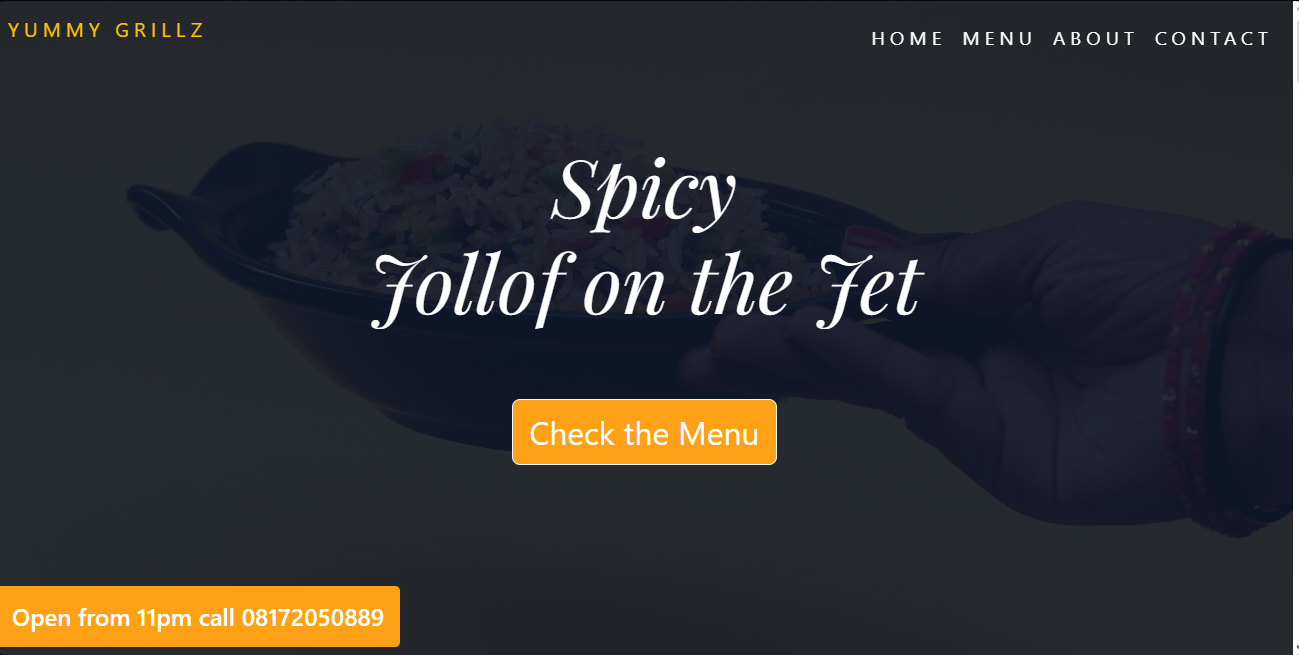 YUMMY GRILLZ
HOME MENU ABOUT CONTACT
Spicy
Jollof on the Jet
Check the Menu
Open from 11pm call 08172050889